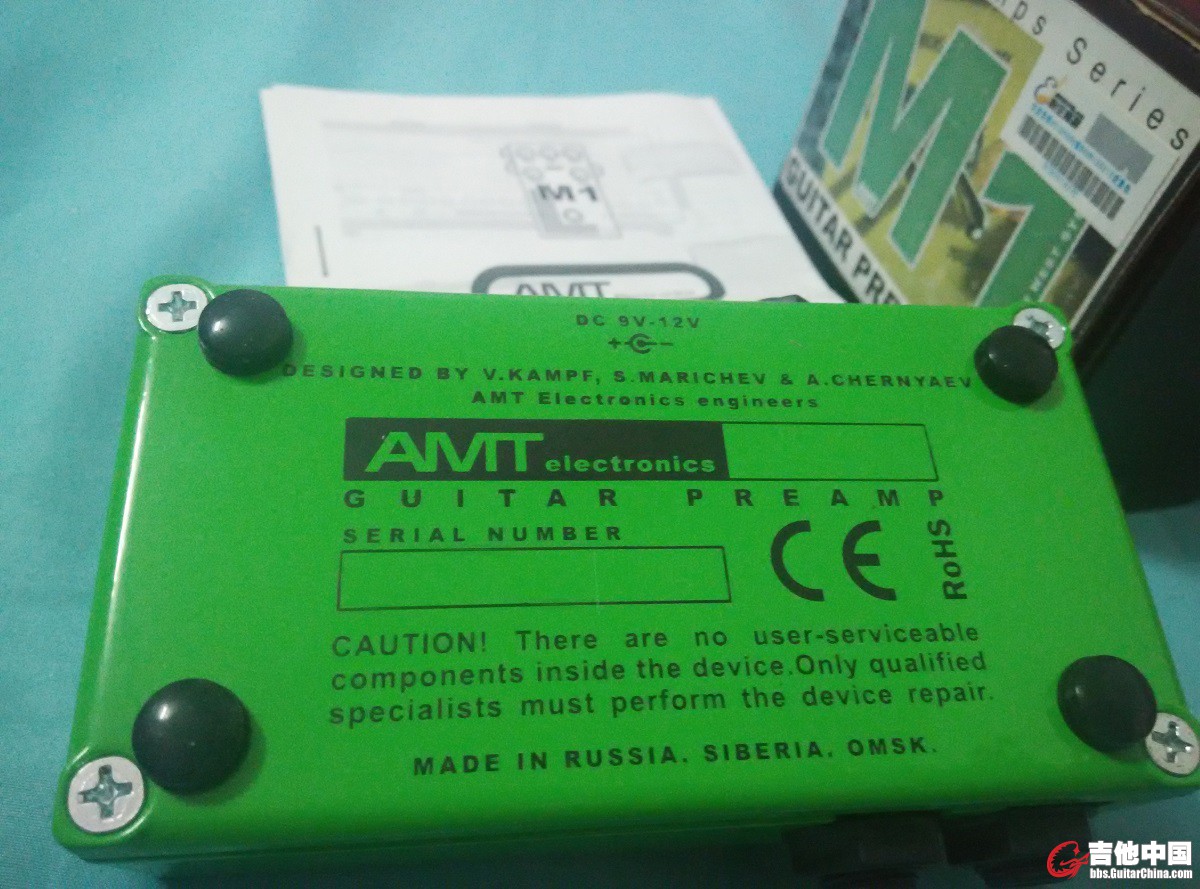 ps Series
M1
GUITAR PRE
M1
AMT
DC 9V-12V
DESIGNED BY V.KAMPF, S.MARICHEV & A.CHERNYAEV
AMT Electronics engineers
AMT electronics
GUITAR PREAMP
SERIAL NUMBER
CE
RoHS
CAUTION! There are no user-serviceable
components inside the device.Only qualified
specialists must perform the device repair.
MADE IN RUSSIA. SIBERIA. OMSK.
吉他中国
bbs.GuitarChina.com